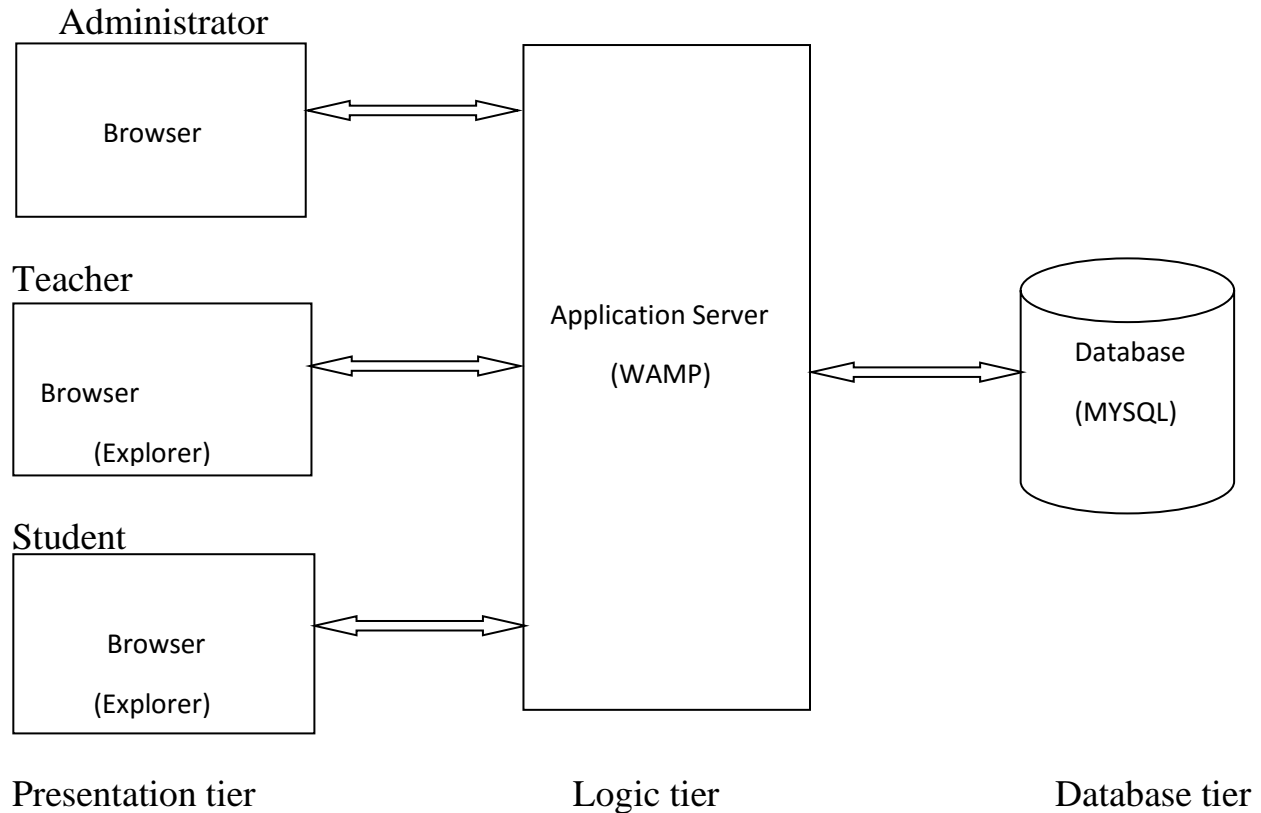 Administrator
Browser
Teacher
Browser
(Explorer)
Student
Browser
(Explorer)
Application Server
(WAMP)
Database
(MYSQL)
Presentation tier
Logic tier
Database tier